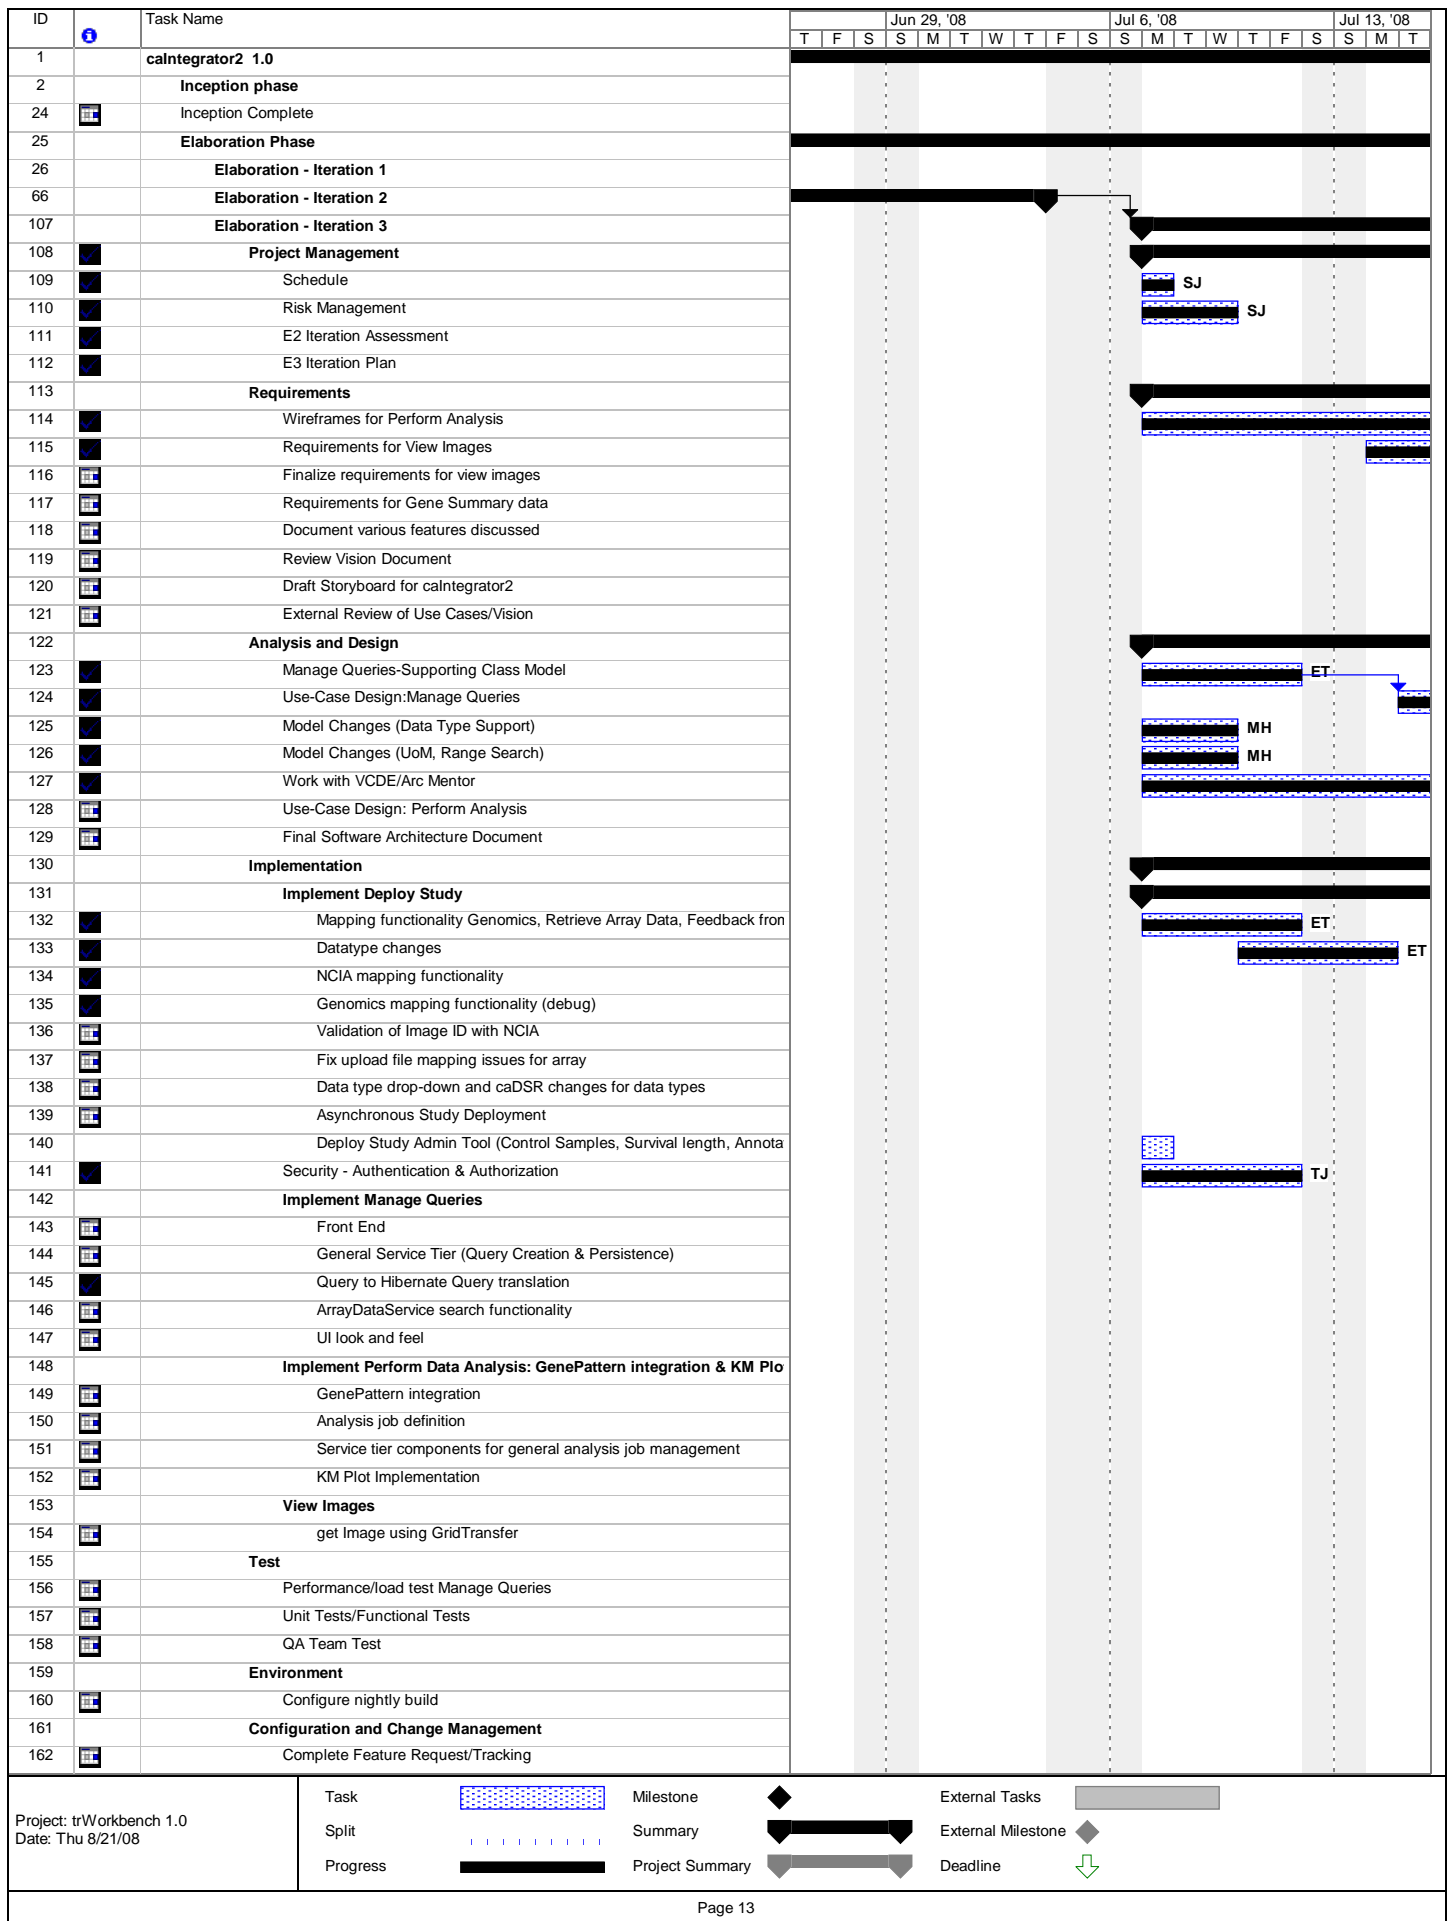 ID Task Name Jun 29, '08 Jul 6, '08 Jul 13, '08
T F S S M T W T F S S M T W T F S S M T
1 caIntegrator2 1.0
2 Inception phase
24 Inception Complete
25 Elaboration Phase
26 Elaboration - Iteration 1
66 Elaboration - Iteration 2
107 Elaboration - Iteration 3
108 Project Management
109 Schedule SJ
110 Risk Management SJ
111 E2 Iteration Assessment
112 E3 Iteration Plan
113 Requirements
114 Wireframes for Perform Analysis
115 Requirements for View Images
116 Finalize requirements for view images
117 Requirements for Gene Summary data
118 Document various features discussed
119 Review Vision Document
120 Draft Storyboard for caIntegrator2
121 External Review of Use Cases/Vision
122 Analysis and Design
123 Manage Queries-Supporting Class Model ET
124 Use-Case Design:Manage Queries
125 Model Changes (Data Type Support) MH
126 Model Changes (UoM, Range Search) MH
127 Work with VCDE/Arc Mentor
128 Use-Case Design: Perform Analysis
129 Final Software Architecture Document
130 Implementation
131 Implement Deploy Study
132 Mapping functionality Genomics, Retrieve Array Data, Feedback from ET
133 Datatype changes ET
134 NCIA mapping functionality
135 Genomics mapping functionality (debug)
136 Validation of Image ID with NCIA
137 Fix upload file mapping issues for array
138 Data type drop-down and caDSR changes for data types
139 Asynchronous Study Deployment
140 Deploy Study Admin Tool (Control Samples, Survival length, Annota
141 Security - Authentication & Authorization TJ
142 Implement Manage Queries
143 Front End
144 General Service Tier (Query Creation & Persistence)
145 Query to Hibernate Query translation
146 ArrayDataService search functionality
147 UI look and feel
148 Implement Perform Data Analysis: GenePattern integration & KM Plo
149 GenePattern integration
150 Analysis job definition
151 Service tier components for general analysis job management
152 KM Plot Implementation
153 View Images
154 get Image using GridTransfer
155 Test
156 Performance/load test Manage Queries
157 Unit Tests/Functional Tests
158 QA Team Test
159 Environment
160 Configure nightly build
161 Configuration and Change Management
162 Complete Feature Request/Tracking
Project: trWorkbench 1.0
Date: Thu 8/21/08
Task Milestone External Tasks
Split Summary External Milestone
Progress Project Summary Deadline
Page 13